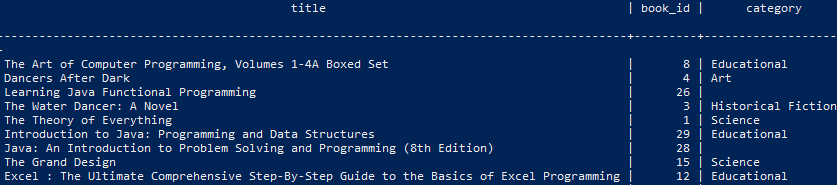 title | book_id | category
The Art of Computer Programming, Volumes 1-4A Boxed Set | 8 | Educational
Dancers After Dark | 4 | Art
Learning Java Functional Programming | 26 |
The Water Dancer: A Novel | 3 | Historical Fiction
The Theory of Everything | 1 | Science
Introduction to Java: Programming and Data Structures | 29 | Educational
Java: An Introduction to Problem Solving and Programming (8th Edition) | 28 |
The Grand Design | 15 | Science
Excel : The Ultimate Comprehensive Step-By-Step Guide to the Basics of Excel Programming | 12 | Educational